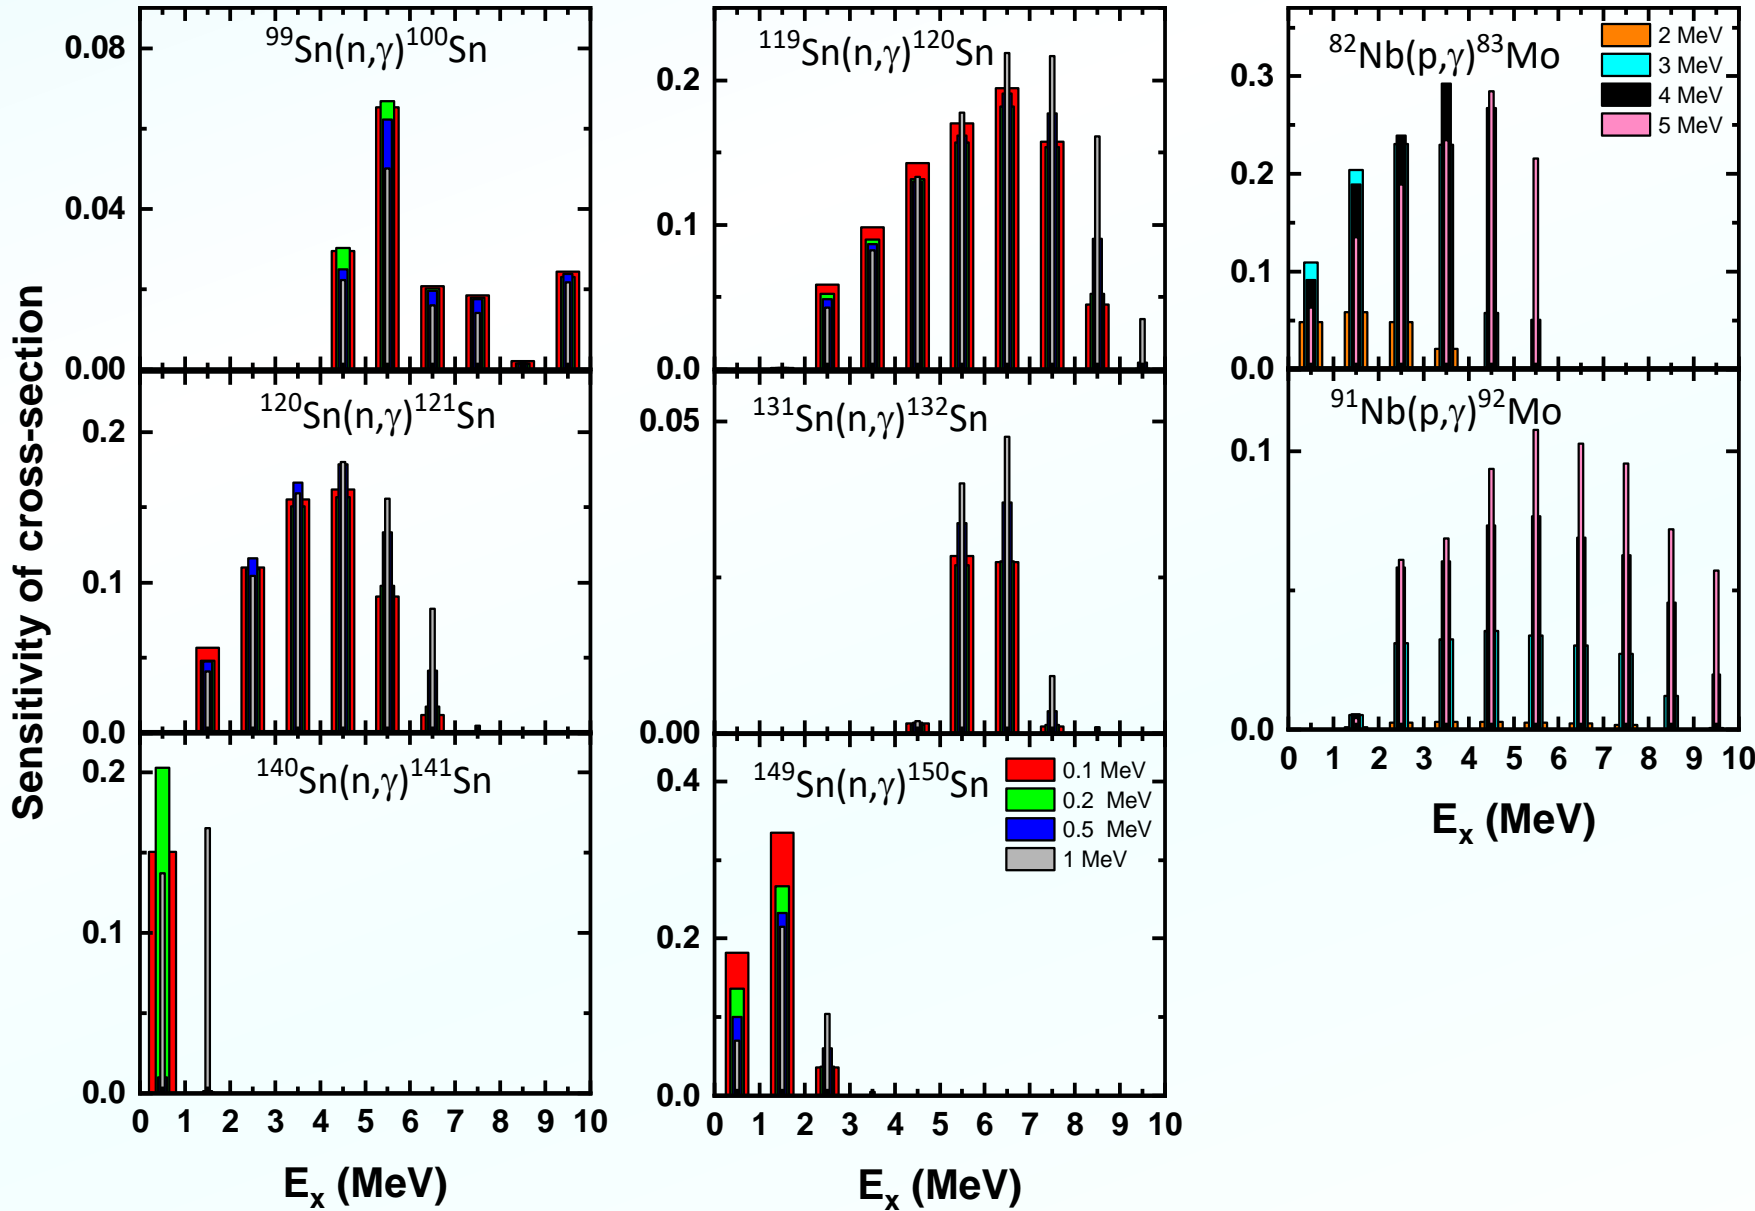 Sensitivity of cross-section
⁹⁹Sn(n,γ)¹⁰⁰Sn
0.08
0.04
0.00
¹²⁰Sn(n,γ)¹²¹Sn
0.2
0.1
0.0
¹⁴⁰Sn(n,γ)¹⁴¹Sn
0.2
0.1
0.0
0 1 2 3 4 5 6 7 8 9 10
Eₓ (MeV)
¹¹⁹Sn(n,γ)¹²⁰Sn
0.2
0.1
0.0
¹³¹Sn(n,γ)¹³²Sn
0.05
0.00
¹⁴⁹Sn(n,γ)¹⁵⁰Sn
0.4
0.2
0.0
0.1 MeV
0.2 MeV
0.5 MeV
1 MeV
0 1 2 3 4 5 6 7 8 9 10
Eₓ (MeV)
⁸²Nb(p,γ)⁸³Mo
2 MeV
3 MeV
4 MeV
5 MeV
0.3
0.2
0.1
0.0
⁹¹Nb(p,γ)⁹²Mo
0.1
0.0
0 1 2 3 4 5 6 7 8 9 10
Eₓ (MeV)